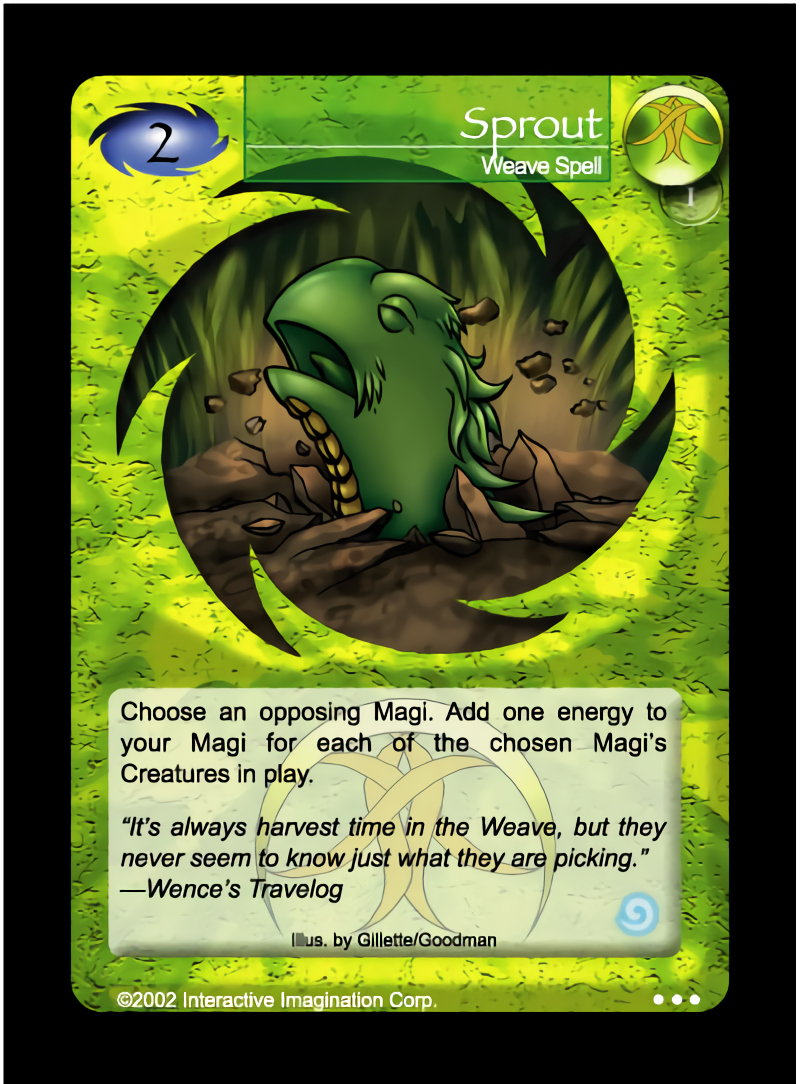 2
Sprout
Weave Spell
I
Choose an opposing Magi. Add one energy to
your Magi for each of the chosen Magi's
Creatures in play.
“It's always harvest time in the Weave, but they
never seem to know just what they are picking.”
—Wence's Travelog
Illus. by Gillette/Goodman
©2002 Interactive Imagination Corp.